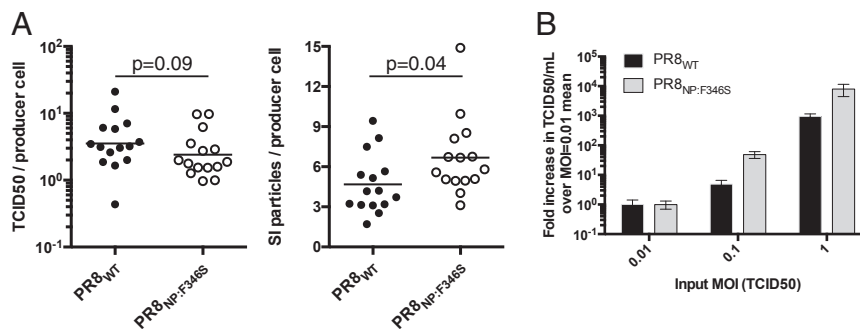 A
TCID50 / producer cell
10²
10¹
10⁰
10⁻¹
p=0.09
PR8WT
PR8NP:F346S
SI particles / producer cell
15
12
9
6
3
0
p=0.04
PR8WT
PR8NP:F346S
B
Fold increase in TCID50/mL
over MOI=0.01 mean
10⁵
10⁴
10³
10²
10¹
10⁰
10⁻¹
PR8WT
PR8NP:F346S
0.01
0.1
1
Input MOI (TCID50)